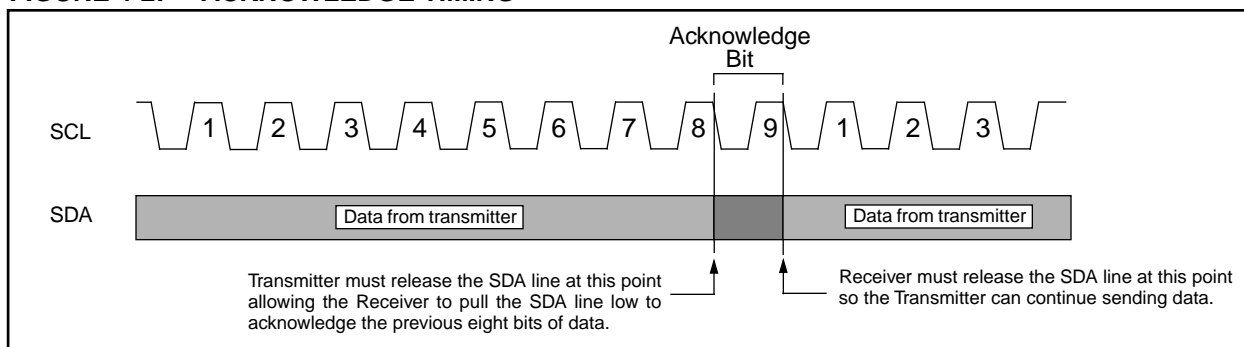 Acknowledge
Bit
SCL 1 2 3 4 5 6 7 8 9 1 2 3
SDA Data from transmitter Data from transmitter
Transmitter must release the SDA line at this point
allowing the Receiver to pull the SDA line low to
acknowledge the previous eight bits of data.
Receiver must release the SDA line at this point
so the Transmitter can continue sending data.